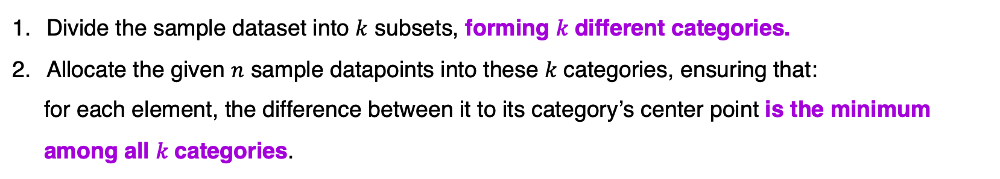 1. Divide the sample dataset into k subsets, forming k different categories.
2. Allocate the given n sample datapoints into these k categories, ensuring that:
for each element, the difference between it to its category’s center point is the minimum
among all k categories.